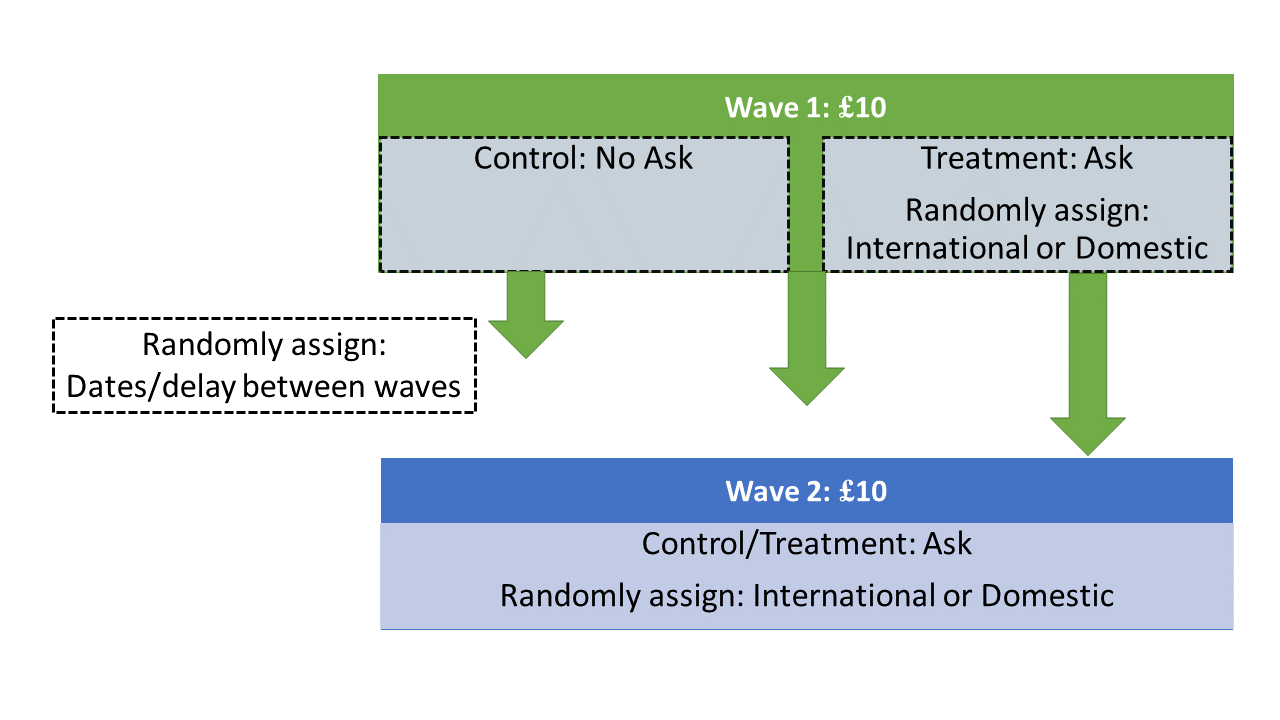 Wave 1: £10
Control: No Ask
Treatment: Ask
Randomly assign:
International or Domestic
Randomly assign:
Dates/delay between waves
Wave 2: £10
Control/Treatment: Ask
Randomly assign: International or Domestic